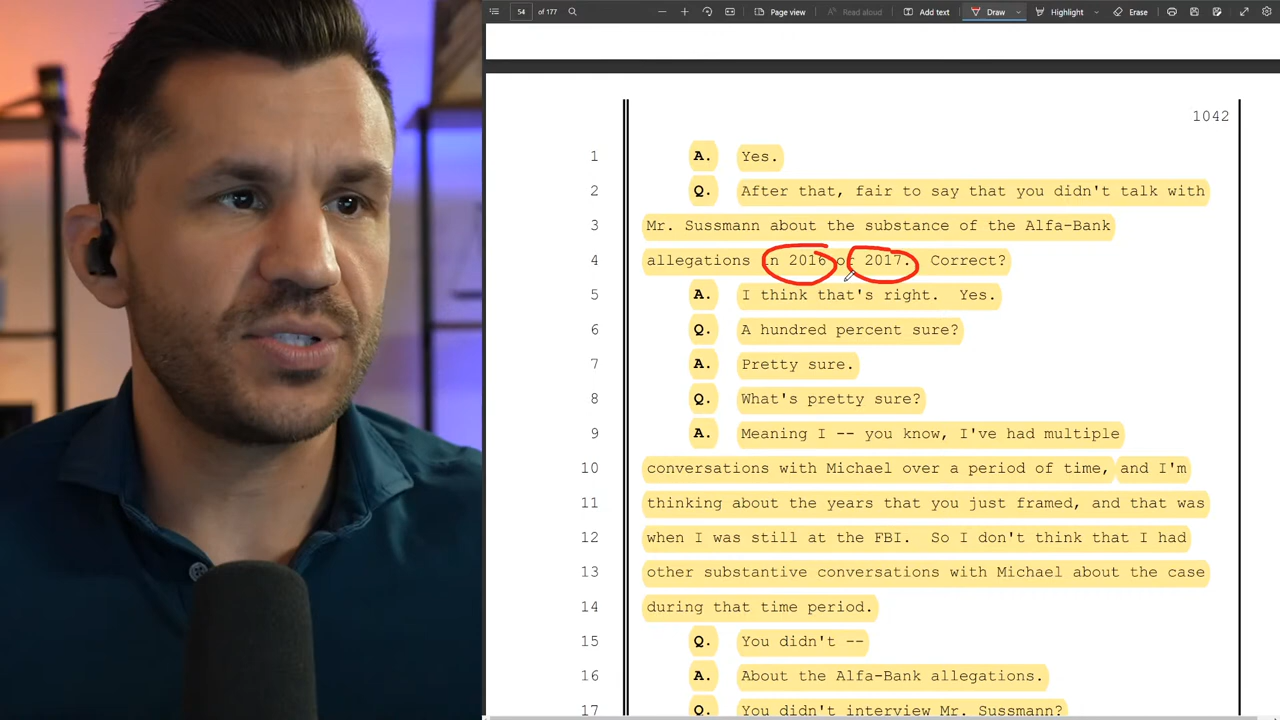 54 of 177
Page view
Read aloud
Add text
Draw
Highlight
Erase
1042
1 A. Yes.
2 Q. After that, fair to say that you didn't talk with
3 Mr. Sussmann about the substance of the Alfa-Bank
4 allegations in 2016 or 2017. Correct?
5 A. I think that's right. Yes.
6 Q. A hundred percent sure?
7 A. Pretty sure.
8 Q. What's pretty sure?
9 A. Meaning I -- you know, I've had multiple
10 conversations with Michael over a period of time, and I'm
11 thinking about the years that you just framed, and that was
12 when I was still at the FBI. So I don't think that I had
13 other substantive conversations with Michael about the case
14 during that time period.
15 Q. You didn't --
16 A. About the Alfa-Bank allegations.
17 Q. You didn't interview Mr. Sussmann?